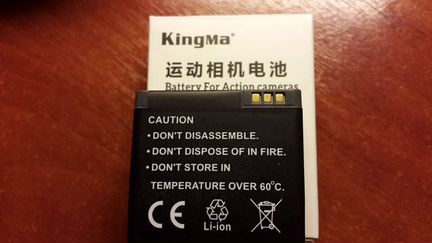 KingMa®
运动相机电池
Battery For Action cameras
CAUTION
• DON'T DISASSEMBLE.
• DON'T DISPOSE OF IN FIRE.
• DON'T STORE IN
TEMPERATURE OVER 60°C.
CE
Li-ion